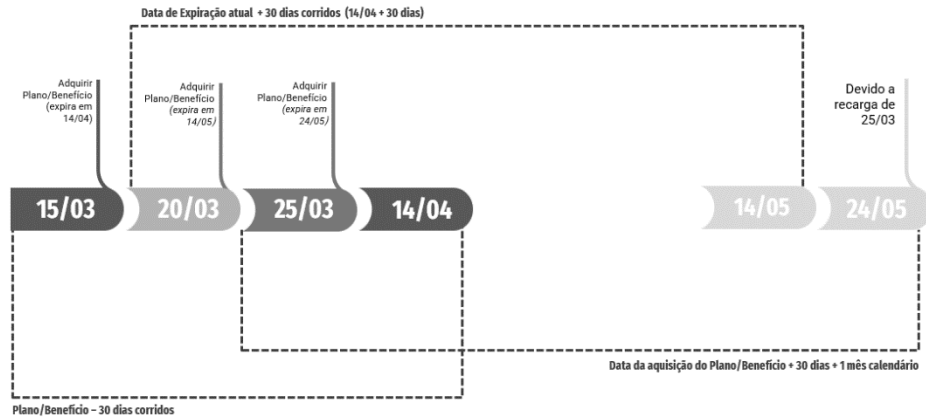 Data de Expiração atual + 30 dias corridos (14/04 + 30 dias)
Adquirir
Plano/Benefício
(expira em
14/04)
Adquirir
Plano/Benefício
(expira em
14/05)
Adquirir
Plano/Benefício
(expira em
24/05)
Devido a
recarga de
25/03
15/03
20/03
25/03
14/04
14/05
24/05
Data da aquisição do Plano/Benefício + 30 dias + 1 mês calendário
Plano/Benefício – 30 dias corridos